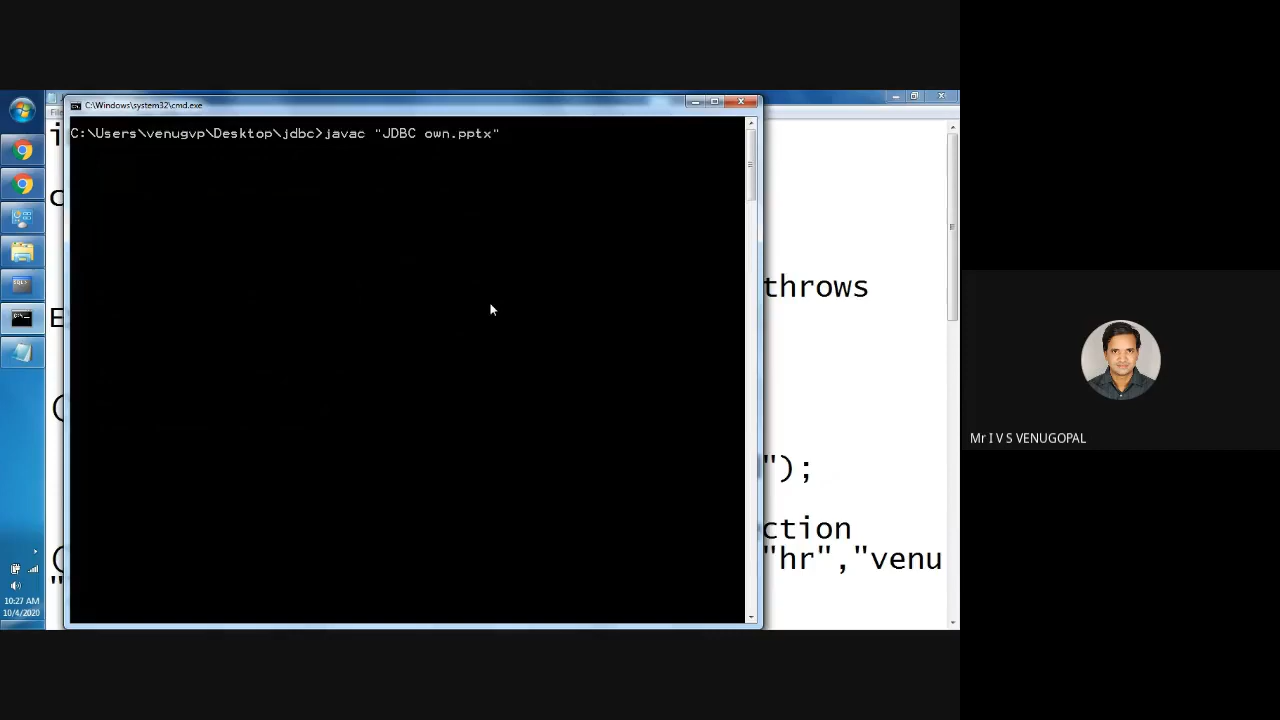 C:\Windows\system32\cmd.exe
C:\Users\venugvp\Desktop\jdbc>javac "JDBC own.pptx"
throws
");
ction
"hr","venu
"
Mr I V S VENUGOPAL
10:27 AM
10/4/2020